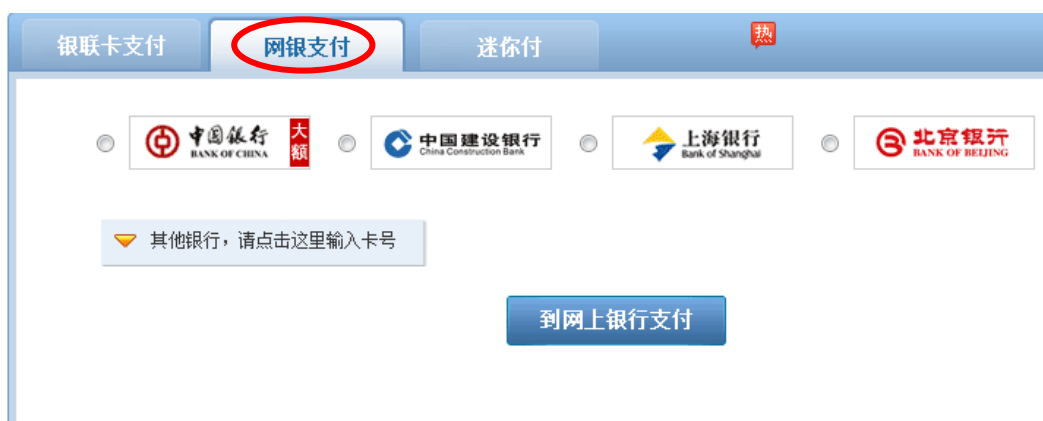 银联卡支付
网银支付
迷你付
热
中国银行
BANK OF CHINA
大额
中国建设银行
China Construction Bank
上海银行
Bank of Shanghai
北京银行
BANK OF BEIJING
其他银行，请点击这里输入卡号
到网上银行支付